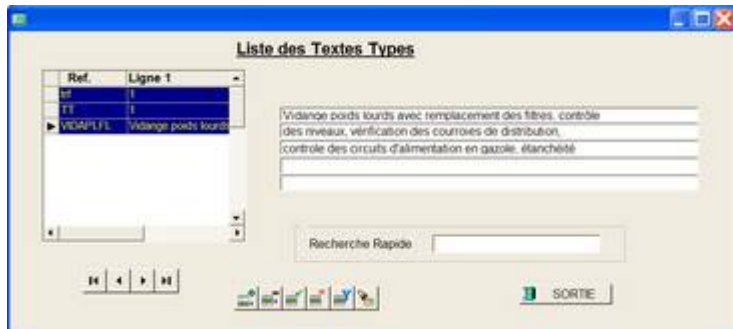 Liste des Textes Types
Ref. Ligne 1
trf 1
TT 1
VIDAPLFL Vidange poids lourds
Vidange poids lourds avec remplacement des filtres, contrôle
des niveaux, vérification des courroies de distribution,
controle des circuits d'alimentation en gazole, étanchéité
Recherche Rapide
SORTIE